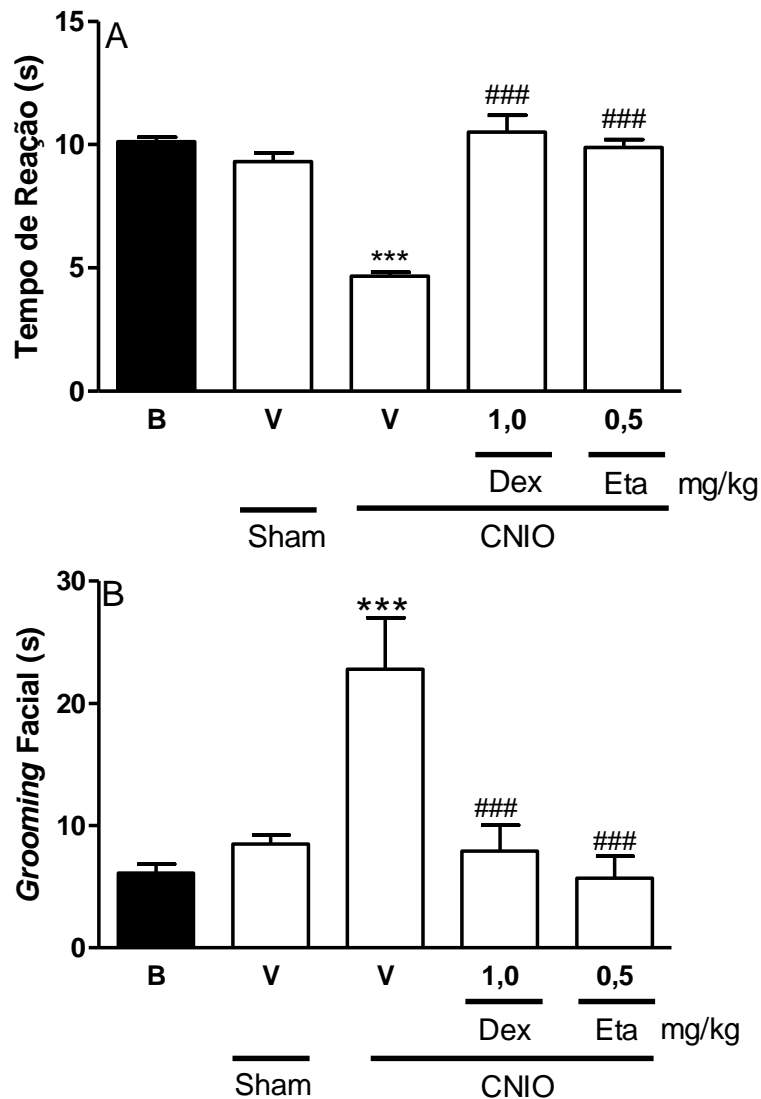 A
Tempo de Reação (s)
15
10
5
0
***
###
###
B V V 1,0 0,5
Dex Eta mg/kg
Sham CNIO
B
Grooming Facial (s)
30
20
10
0
***
###
###
B V V 1,0 0,5
Dex Eta mg/kg
Sham CNIO